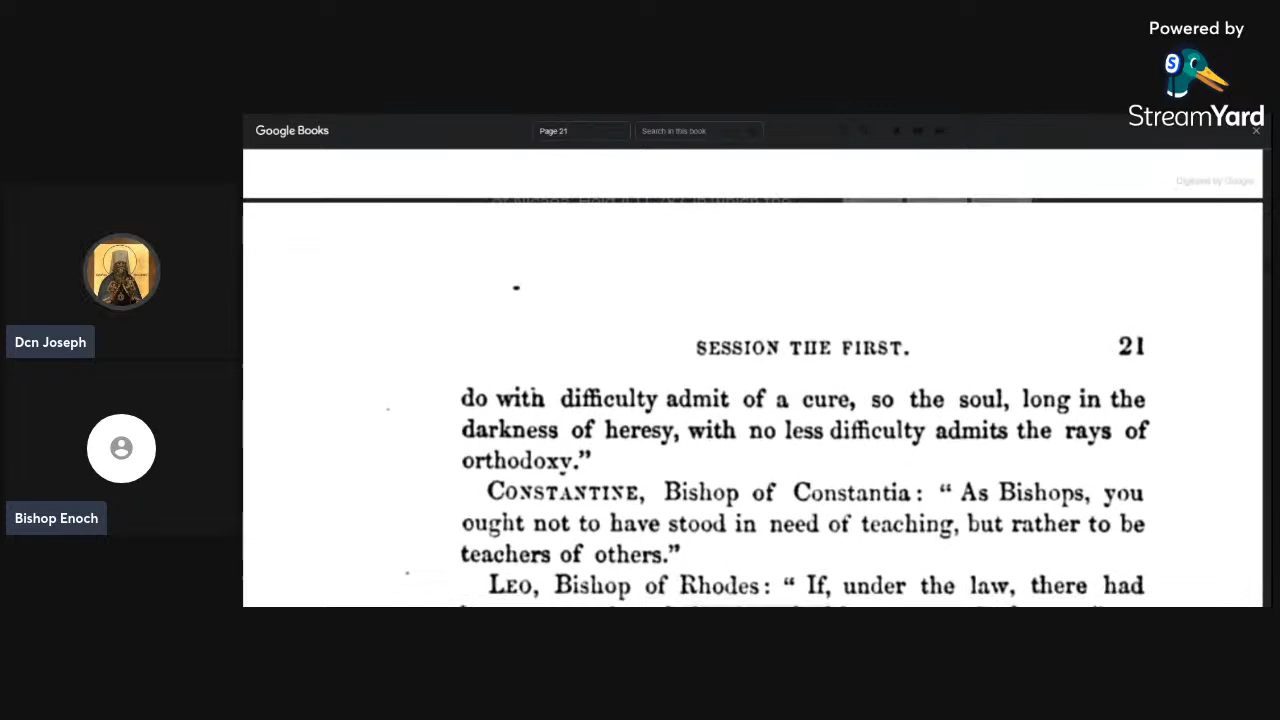 Powered by
StreamYard
Google Books
Page 21
Search in this book
Digitized by Google
SESSION THE FIRST.
21
do with difficulty admit of a cure, so the soul, long in the
darkness of heresy, with no less difficulty admits the rays of
orthodoxy.”
CONSTANTINE, Bishop of Constantia: “ As Bishops, you
ought not to have stood in need of teaching, but rather to be
teachers of others.”
LEO, Bishop of Rhodes: “ If, under the law, there had
Dcn Joseph
Bishop Enoch